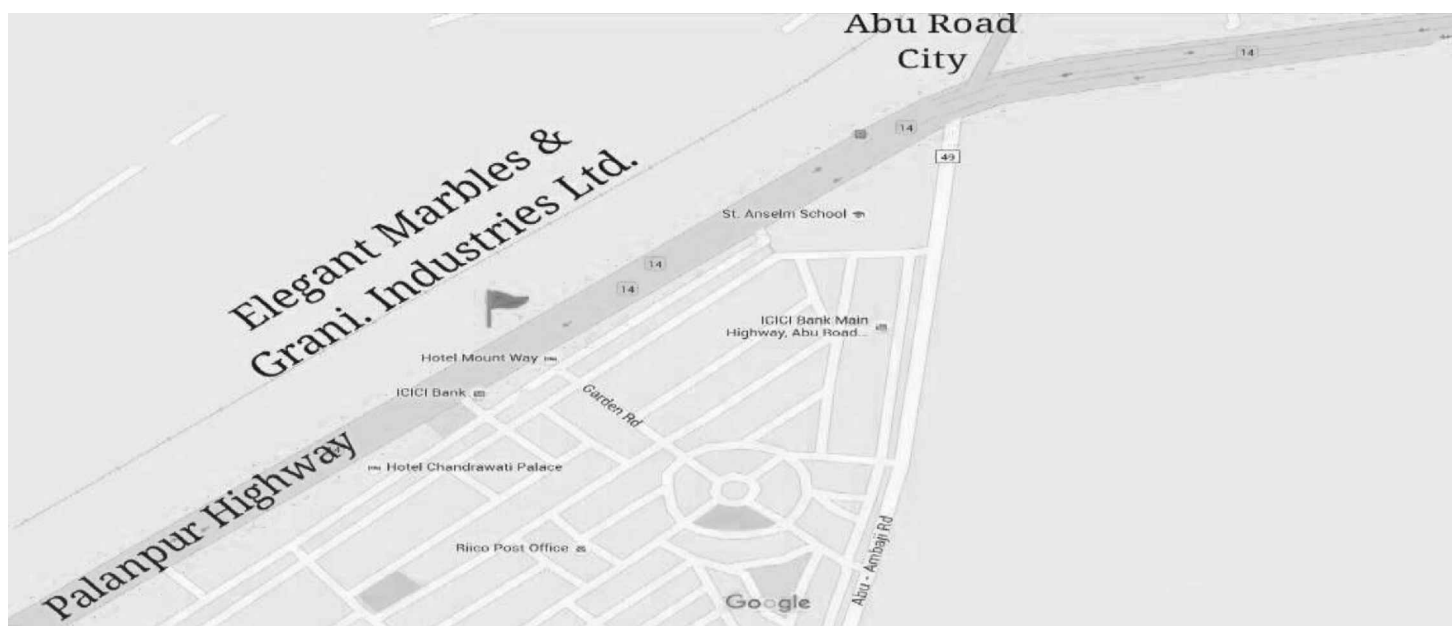 Abu Road
City
14
14
49
Elegant Marbles &
Grani. Industries Ltd.
St. Anselm School
14
14
ICICI Bank Main
Highway, Abu Road...
Hotel Mount Way
ICICI Bank
Garden Rd
Palanpur Highway
Hotel Chandrawati Palace
Riico Post Office
Abu - Ambaji Rd
Google